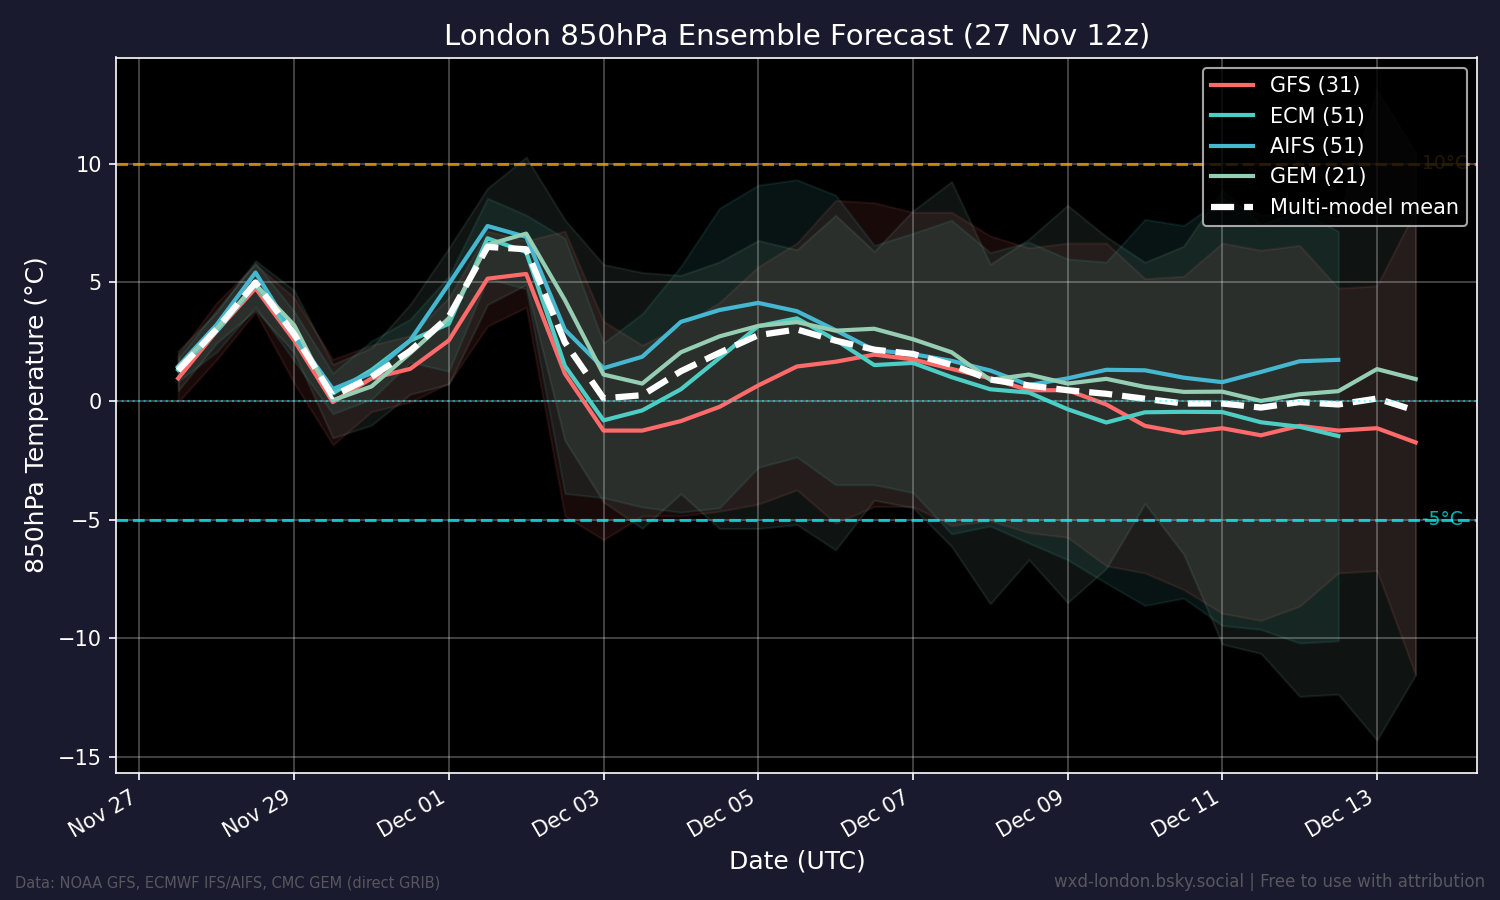 London 850hPa Ensemble Forecast (27 Nov 12z)
GFS (31)
ECM (51)
AIFS (51)
GEM (21)
Multi-model mean
10°C
-5°C
850hPa Temperature (°C)
10
5
0
−5
−10
−15
Nov 27
Nov 29
Dec 01
Dec 03
Dec 05
Dec 07
Dec 09
Dec 11
Dec 13
Date (UTC)
Data: NOAA GFS, ECMWF IFS/AIFS, CMC GEM (direct GRIB)
wxd-london.bsky.social | Free to use with attribution